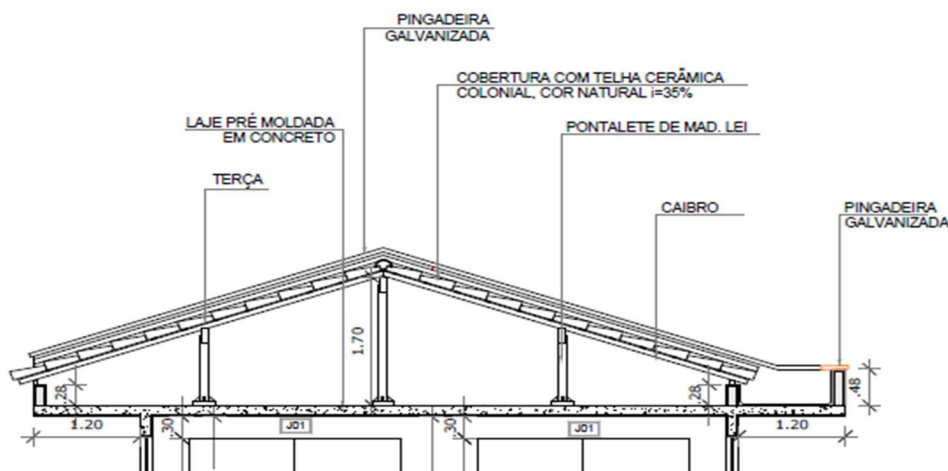 PINGADEIRA
GALVANIZADA
COBERTURA COM TELHA CERÂMICA
COLONIAL, COR NATURAL i=35%
LAJE PRÉ MOLDADA
EM CONCRETO
PONTALETE DE MAD. LEI
TERÇA
CAIBRO
PINGADEIRA
GALVANIZADA
1.70
.28
.28
.48
1.20
.30
J01
.30
J01
1.20